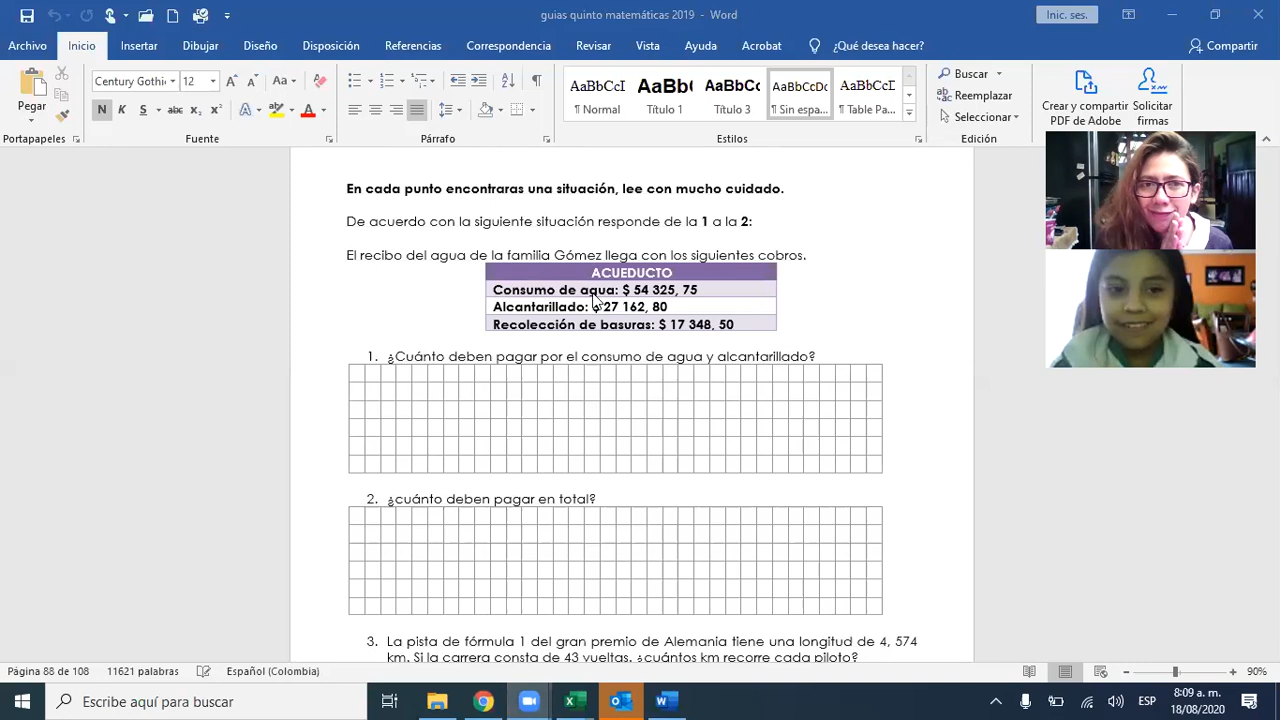 guias quinto matemáticas 2019 - Word
Inic. ses.
Archivo Inicio Insertar Dibujar Diseño Disposición Referencias Correspondencia Revisar Vista Ayuda Acrobat ¿Qué desea hacer? Compartir
Pegar
Century Gothic 12
N K S abc x₂ x²
AaBbCcI AaBb( AaBbCc AaBbCcDc AaBbCcL
¶ Normal Título 1 Título 3 ¶ Sin espa... ¶ Table Pa...
Buscar
Reemplazar
Seleccionar
Crear y compartir PDF de Adobe
Solicitar firmas
Portapapeles Fuente Párrafo Estilos Edición
En cada punto encontraras una situación, lee con mucho cuidado.
De acuerdo con la siguiente situación responde de la 1 a la 2:
El recibo del agua de la familia Gómez llega con los siguientes cobros.
ACUEDUCTO
Consumo de agua: $ 54 325, 75
Alcantarillado: $ 27 162, 80
Recolección de basuras: $ 17 348, 50
1. ¿Cuánto deben pagar por el consumo de agua y alcantarillado?
2. ¿cuánto deben pagar en total?
3. La pista de fórmula 1 del gran premio de Alemania tiene una longitud de 4, 574
km. Si la carrera consta de 43 vueltas, ¿cuántos km recorre cada piloto?
Página 88 de 108 11621 palabras Español (Colombia) 90%
Escribe aquí para buscar
ESP
8:09 a. m.
18/08/2020